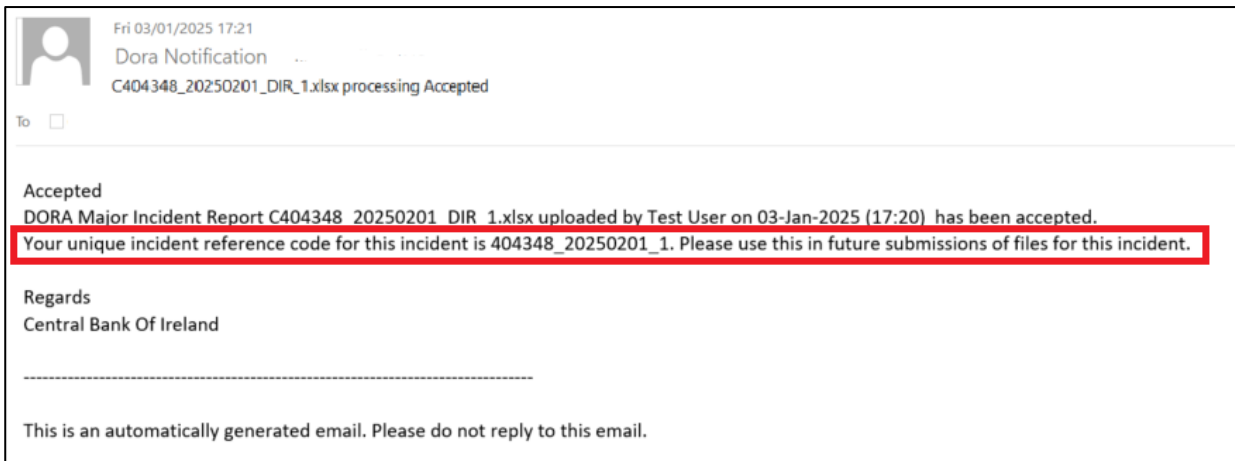 Fri 03/01/2025 17:21
Dora Notification
C404348_20250201_DIR_1.xlsx processing Accepted
To
Accepted
DORA Major Incident Report C404348_20250201_DIR_1.xlsx uploaded by Test User on 03-Jan-2025 (17:20) has been accepted.
Your unique incident reference code for this incident is 404348_20250201_1. Please use this in future submissions of files for this incident.
Regards
Central Bank Of Ireland
--------------------------------------------------------------------------------
This is an automatically generated email. Please do not reply to this email.